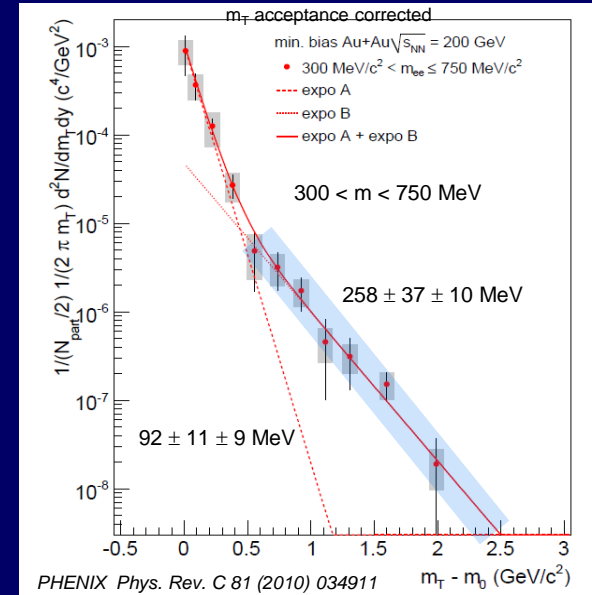 m_T acceptance corrected
min. bias Au+Au √s_NN = 200 GeV
300 MeV/c² < m_ee ≤ 750 MeV/c²
expo A
expo B
expo A + expo B
300 < m < 750 MeV
258 ± 37 ± 10 MeV
92 ± 11 ± 9 MeV
1/(N_part/2) 1/(2 π m_T) d²N/dm_T dy (c⁴/GeV²)
10⁻³
10⁻⁴
10⁻⁵
10⁻⁶
10⁻⁷
10⁻⁸
-0.5 0 0.5 1 1.5 2 2.5 3
m_T - m_0 (GeV/c²)
PHENIX Phys. Rev. C 81 (2010) 034911